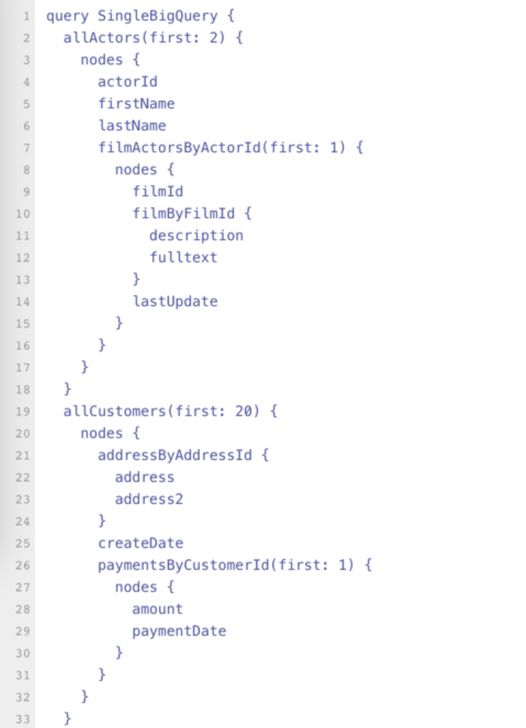 1 query SingleBigQuery {
2 allActors(first: 2) {
3 nodes {
4 actorId
5 firstName
6 lastName
7 filmActorsByActorId(first: 1) {
8 nodes {
9 filmId
10 filmByFilmId {
11 description
12 fulltext
13 }
14 lastUpdate
15 }
16 }
17 }
18 }
19 allCustomers(first: 20) {
20 nodes {
21 addressByAddressId {
22 address
23 address2
24 }
25 createDate
26 paymentsByCustomerId(first: 1) {
27 nodes {
28 amount
29 paymentDate
30 }
31 }
32 }
33 }